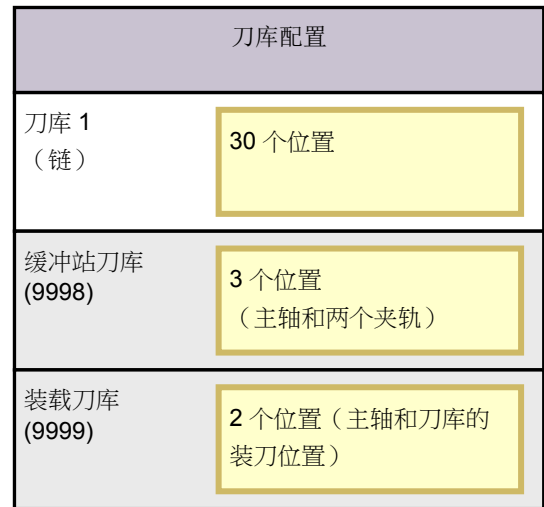 刀库配置
刀库 1
（链）
30 个位置
缓冲站刀库
(9998)
3 个位置
（主轴和两个夹轨）
装载刀库
(9999)
2 个位置（主轴和刀库的
装刀位置）